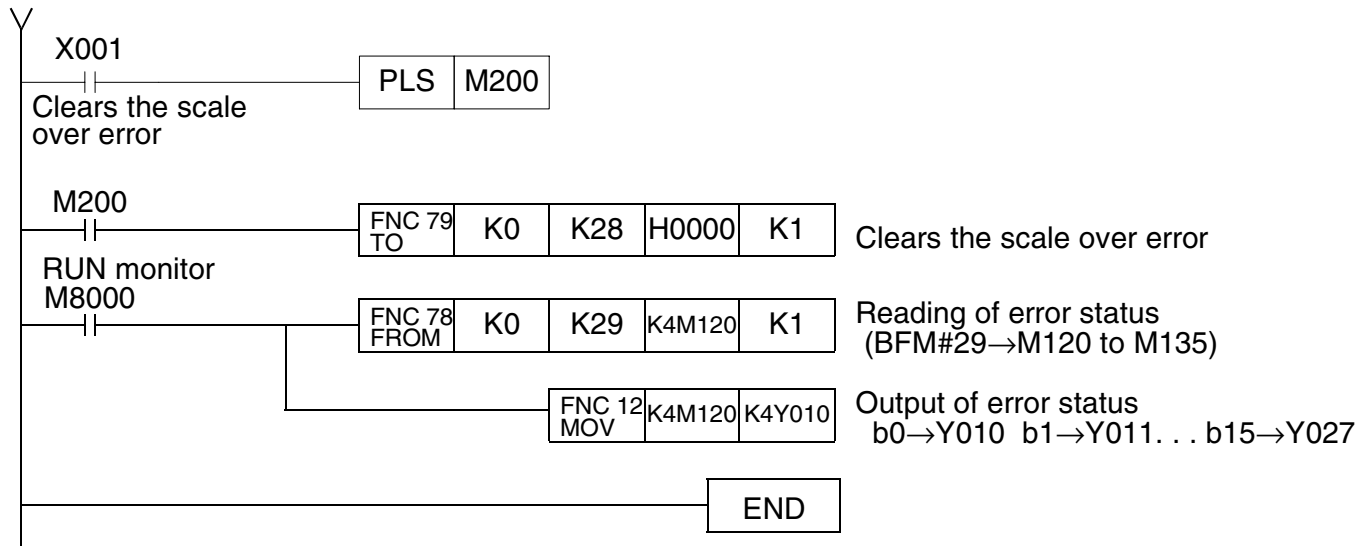 X001
PLS M200
Clears the scale
over error
M200
FNC 79 TO K0 K28 H0000 K1
Clears the scale over error
RUN monitor
M8000
FNC 78 FROM K0 K29 K4M120 K1
Reading of error status
(BFM#29→M120 to M135)
FNC 12 MOV K4M120 K4Y010
Output of error status
b0→Y010 b1→Y011. . . b15→Y027
END